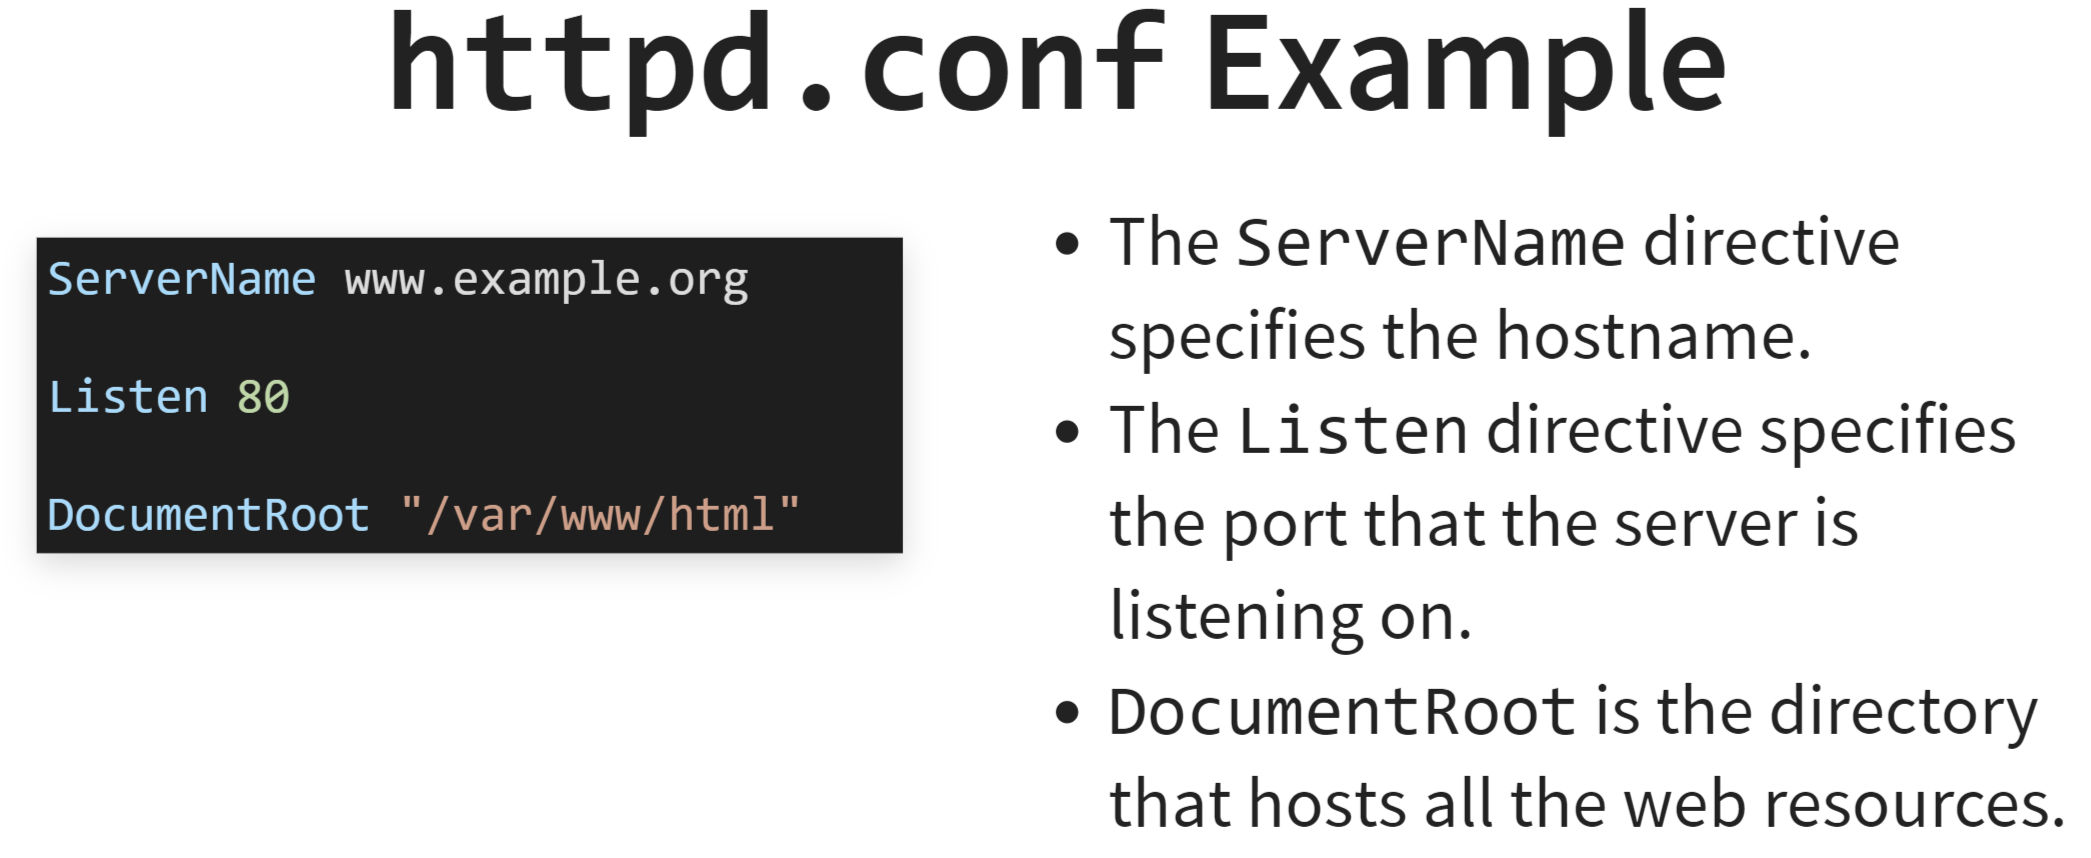 httpd.conf Example
ServerName www.example.org
Listen 80
DocumentRoot "/var/www/html"
• The ServerName directive
specifies the hostname.
• The Listen directive specifies
the port that the server is
listening on.
• DocumentRoot is the directory
that hosts all the web resources.